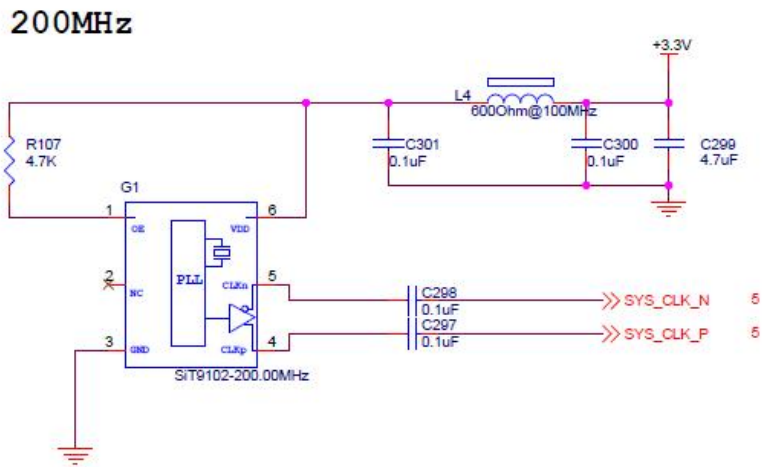 200MHz
+3.3V
L4
600Ohm@100MHz
R107
4.7K
C301
0.1uF
C300
0.1uF
C299
4.7uF
G1
1
6
OE
VDD
2
5
NC
PLL
CLKn
C298
0.1uF
SYS_CLK_N 5
C297
0.1uF
SYS_CLK_P 5
3
4
GND
CLKp
SiT9102-200.00MHz